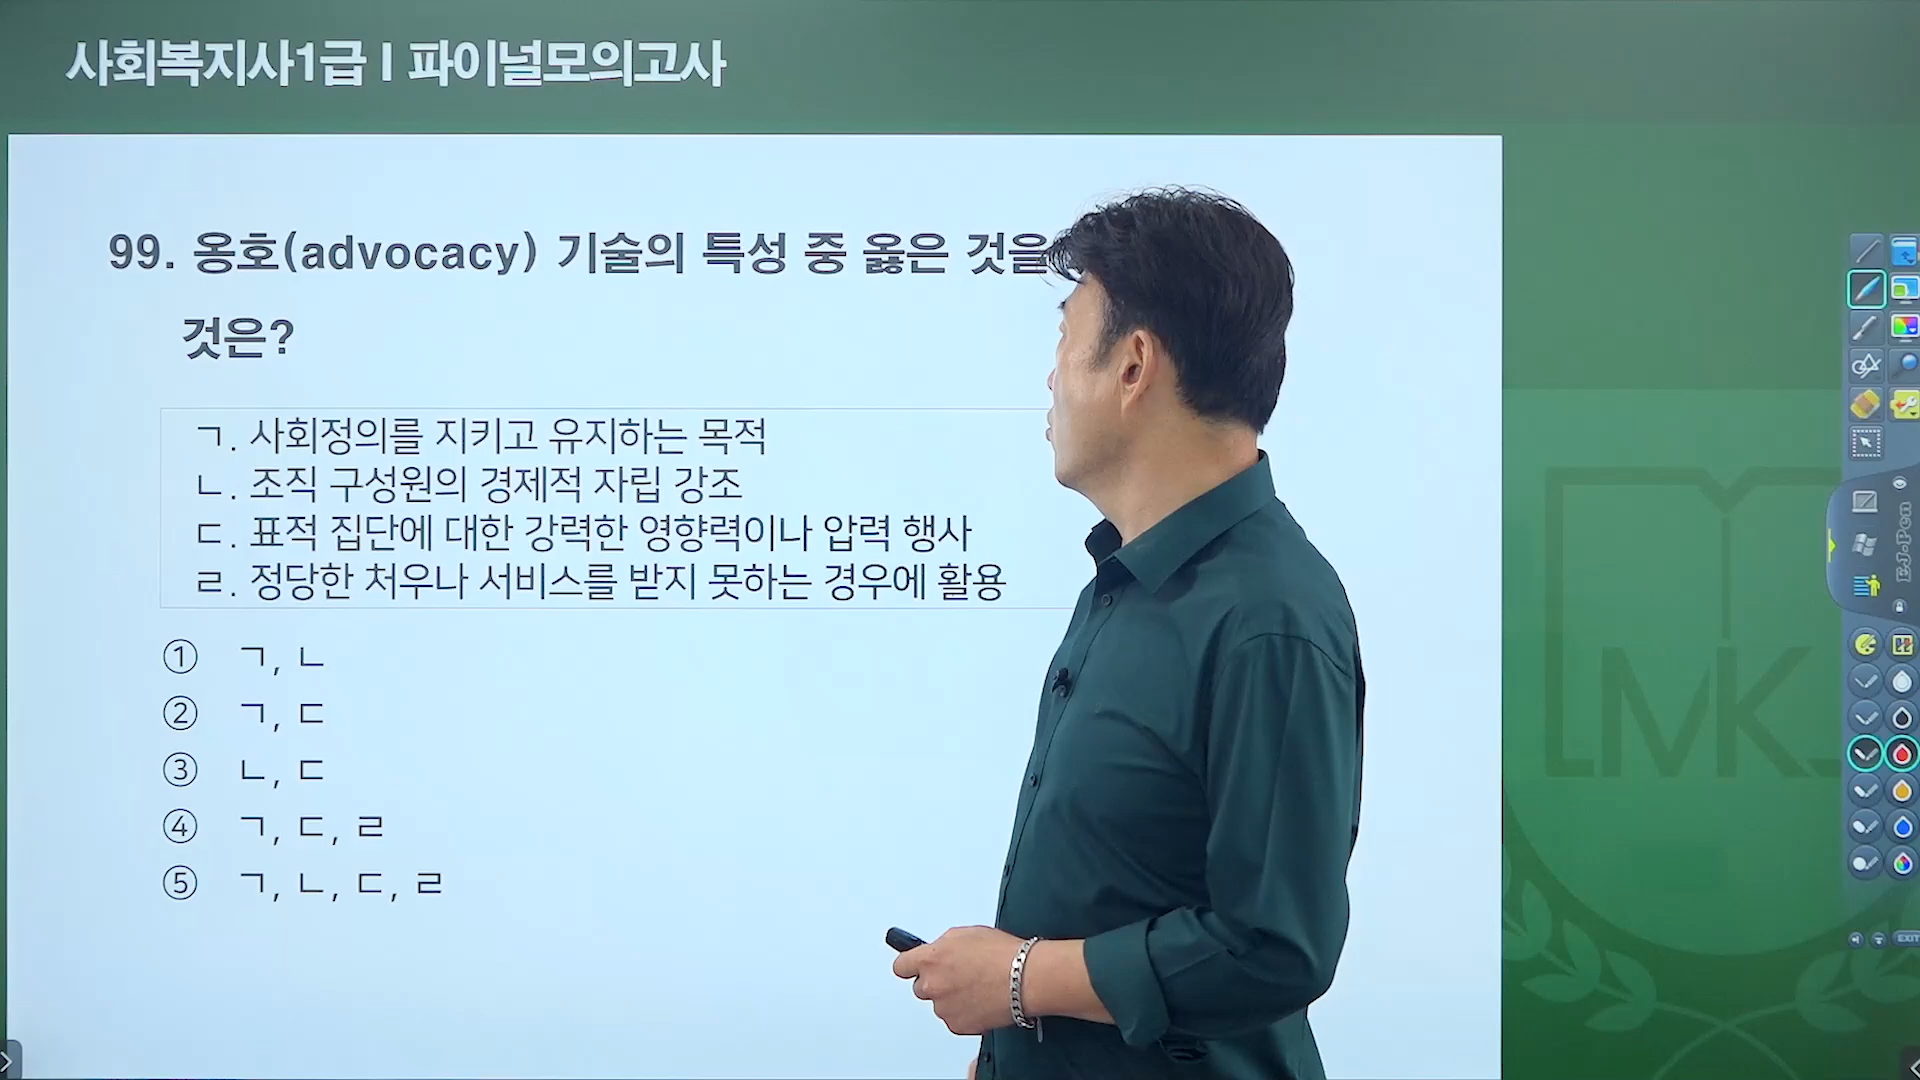 사회복지사1급 I 파이널모의고사
99. 옹호(advocacy) 기술의 특성 중 옳은 것을
것은?
ㄱ. 사회정의를 지키고 유지하는 목적
ㄴ. 조직 구성원의 경제적 자립 강조
ㄷ. 표적 집단에 대한 강력한 영향력이나 압력 행사
ㄹ. 정당한 처우나 서비스를 받지 못하는 경우에 활용
① ㄱ, ㄴ
② ㄱ, ㄷ
③ ㄴ, ㄷ
④ ㄱ, ㄷ, ㄹ
⑤ ㄱ, ㄴ, ㄷ, ㄹ
MK
EJ-Pen
EXIT